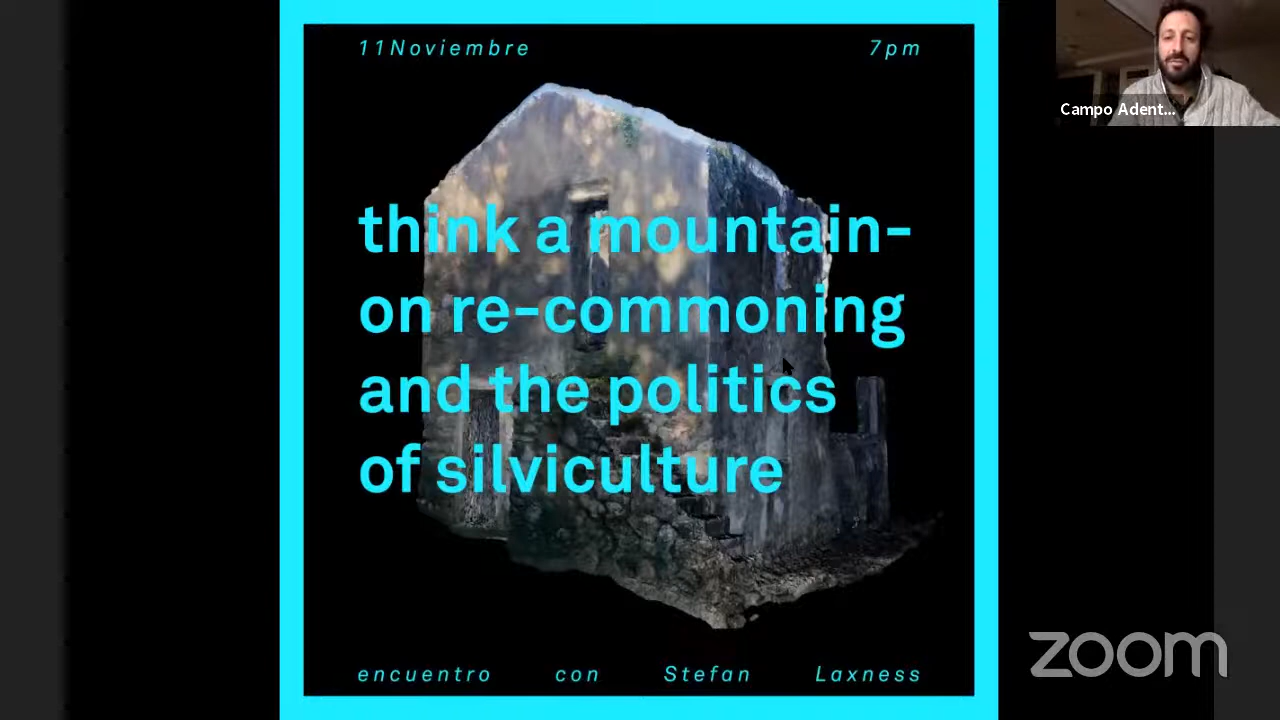 11Noviembre 7pm
Campo Adent...
think a mountain-
on re-commoning
and the politics
of silviculture
zoom
encuentro con Stefan Laxness